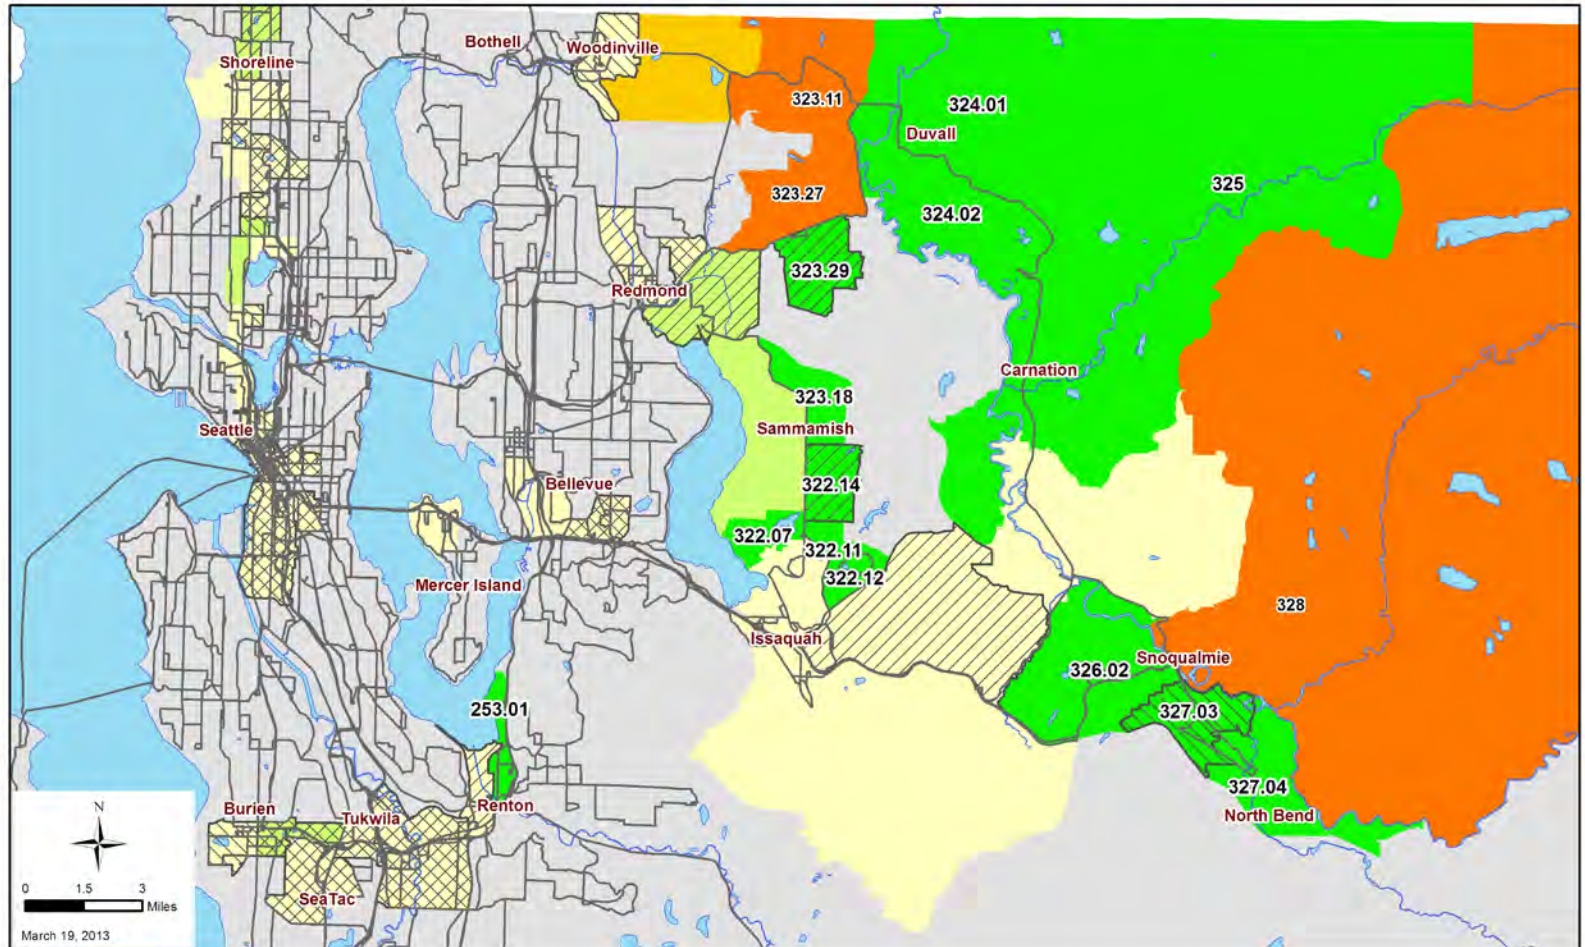 Bothell
Woodinville
Shoreline
323.11
324.01
Duvall
325
323.27
324.02
323.29
Redmond
Carnation
323.18
Sammamish
Seattle
322.14
Bellevue
322.07
322.11
322.12
Mercer Island
328
Issaquah
Snoqualmie
326.02
253.01
327.03
327.04
North Bend
Renton
Burien
Tukwila
SeaTac
N
0 1.5 3
Miles
March 19, 2013